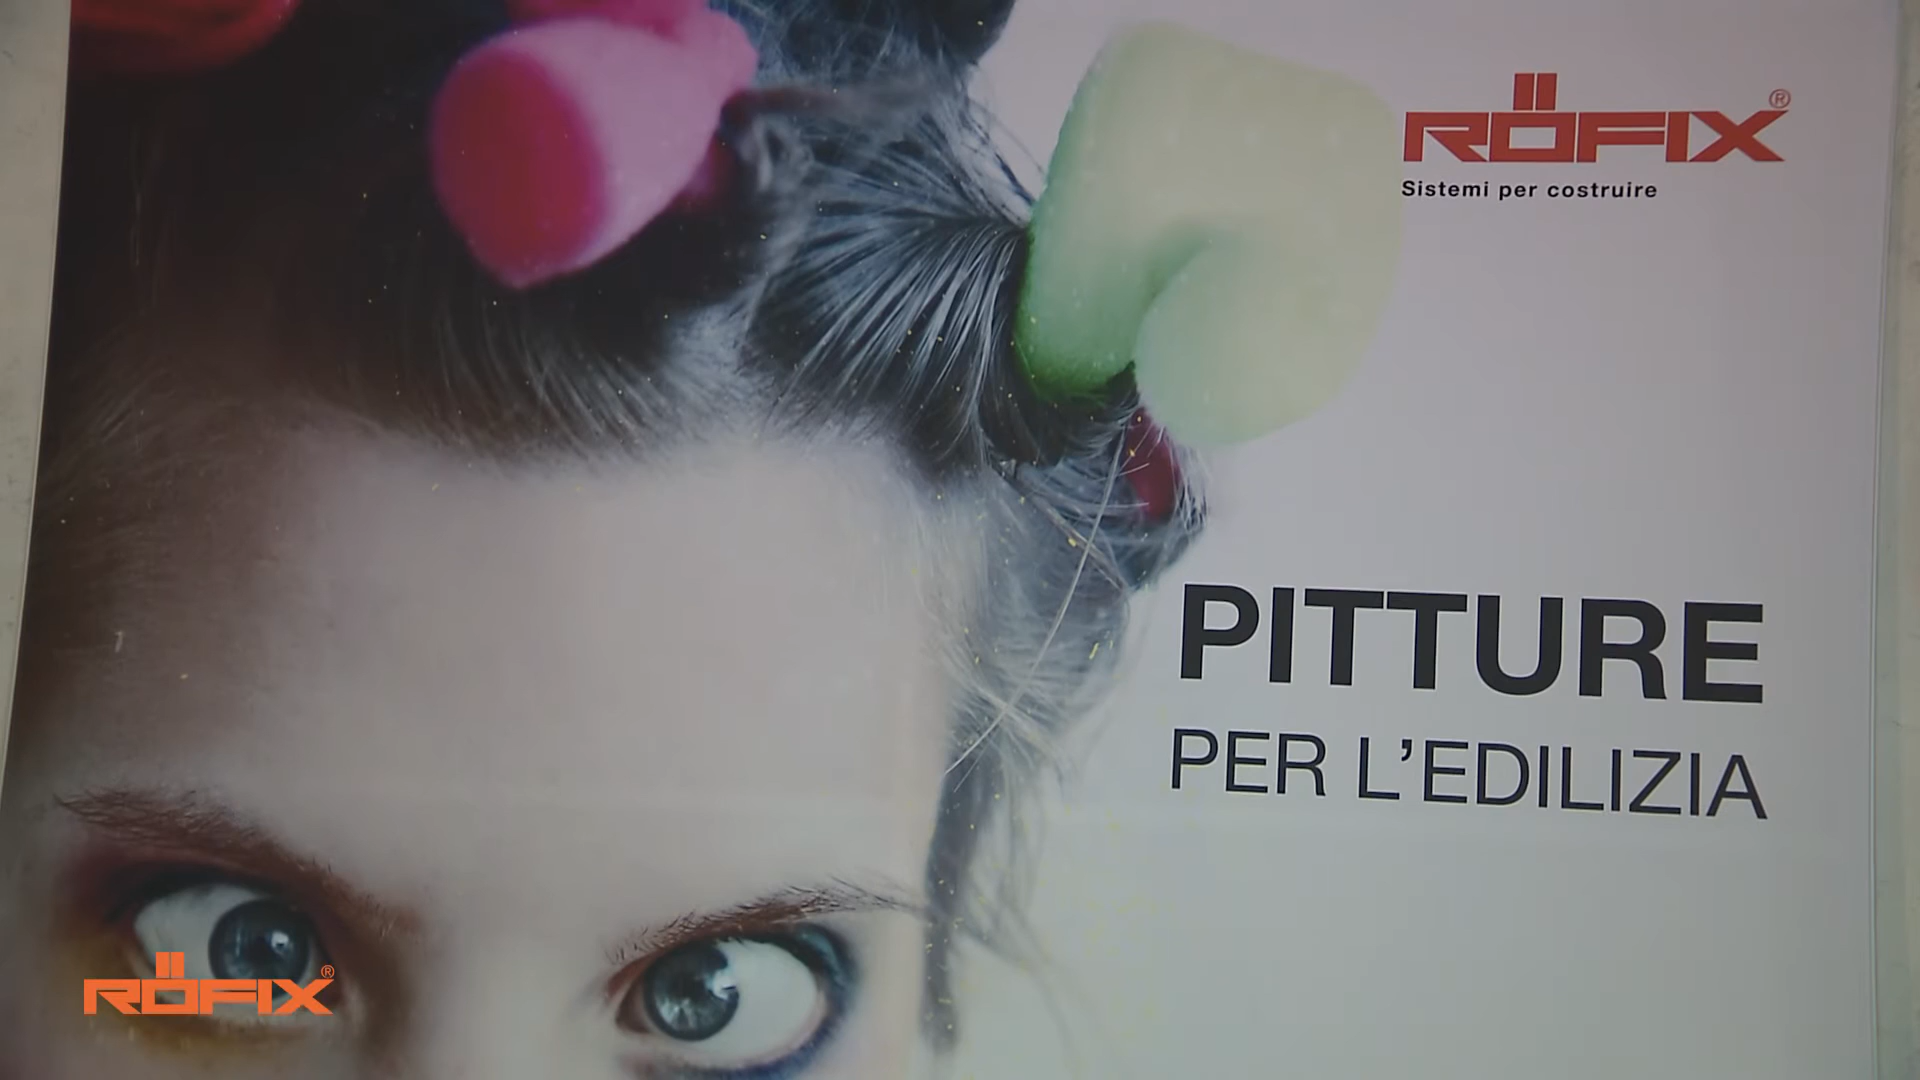 RÖFIX®
Sistemi per costruire
PITTURE
PER L'EDILIZIA
RÖFIX®